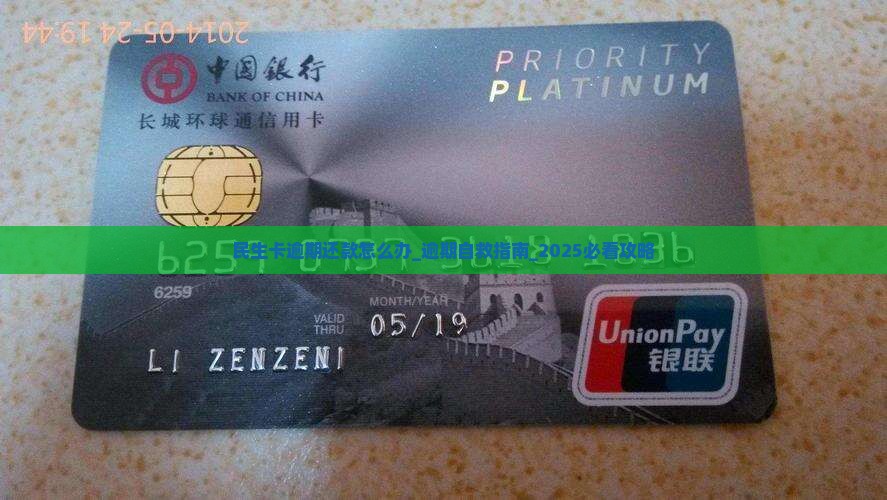 2014-05-24 19:44
中国银行
BANK OF CHINA
长城环球通信用卡
PRIORITY
PLATINUM
民生卡逾期还款怎么办_逾期自救指南_2025必看攻略
6259
MONTH/YEAR
VALID
THRU
05/19
LI ZENZENI
UnionPay
银联